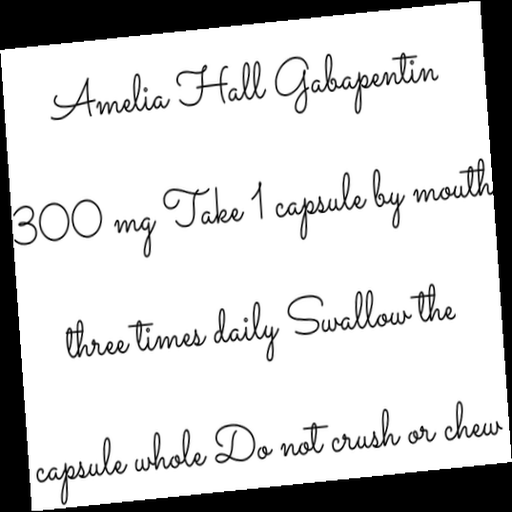 Amelia Hall Gabapentin
300 mg Take 1 capsule by mouth
three times daily Swallow the
capsule whole Do not crush or chew